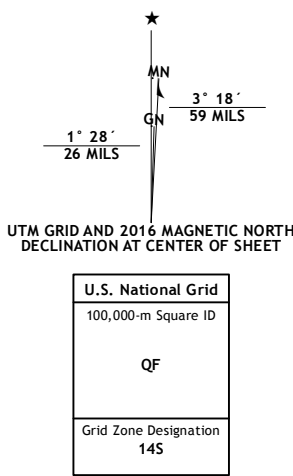 MN
3° 18´
59 MILS
GN
1° 28´
26 MILS
UTM GRID AND 2016 MAGNETIC NORTH
DECLINATION AT CENTER OF SHEET
U.S. National Grid
100,000-m Square ID
QF
Grid Zone Designation
14S